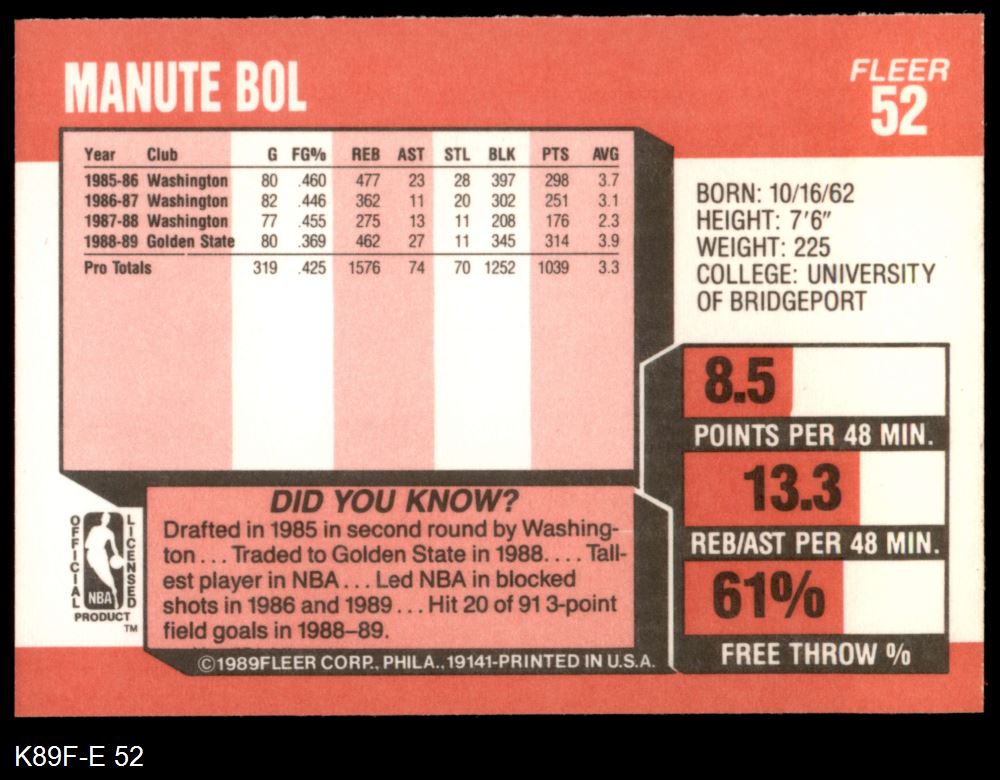 MANUTE BOL
FLEER
52
Year Club G FG% REB AST STL BLK PTS AVG
1985-86 Washington 80 .460 477 23 28 397 298 3.7
1986-87 Washington 82 .446 362 11 20 302 251 3.1
1987-88 Washington 77 .455 275 13 11 208 176 2.3
1988-89 Golden State 80 .369 462 27 11 345 314 3.9
Pro Totals 319 .425 1576 74 70 1252 1039 3.3
BORN: 10/16/62
HEIGHT: 7'6"
WEIGHT: 225
COLLEGE: UNIVERSITY
OF BRIDGEPORT
8.5
POINTS PER 48 MIN.
13.3
REB/AST PER 48 MIN.
61%
FREE THROW %
DID YOU KNOW?
Drafted in 1985 in second round by Washing-
ton... Traded to Golden State in 1988.... Tall-
est player in NBA... Led NBA in blocked
shots in 1986 and 1989... Hit 20 of 91 3-point
field goals in 1988–89.
OFFICIAL
LICENSED
NBA
PRODUCT
TM
©1989FLEER CORP., PHILA., 19141-PRINTED IN U.S.A.
K89F-E 52